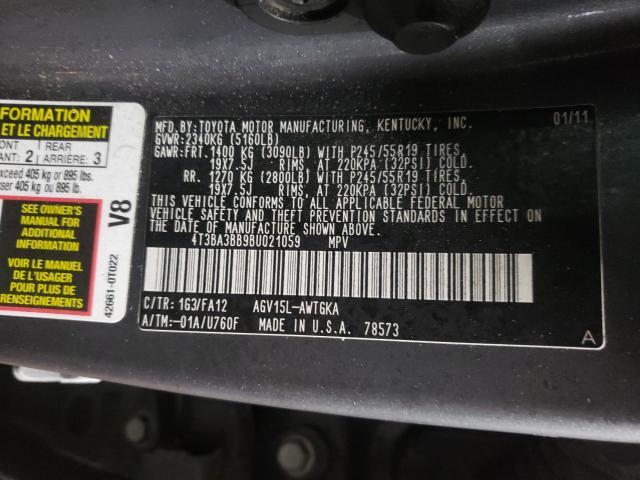 FORMATION
ET LE CHARGEMENT
ONT
ANT: 2
REAR
ARRIÈRE: 3
xceed 405 kg or 895 lbs.
ser 405 kg ou 895 lb.
SEE OWNER'S
MANUAL FOR
ADDITIONAL
INFORMATION
VOIR LE MANUEL
DE L'USAGER
POUR PLUS DE
RENSEIGNEMENTS
V8
42661-0T022
MFD. BY: TOYOTA MOTOR MANUFACTURING, KENTUCKY, INC. 01/11
GVWR: 2340KG (5160LB)
GAWR: FRT. 1400 KG (3090LB) WITH P245/55R19 TIRES,
19X7.5J RIMS, AT 220KPA (32PSI) COLD.
RR. 1270 KG (2800LB) WITH P245/55R19 TIRES,
19X7.5J RIMS, AT 220KPA (32PSI) COLD.
THIS VEHICLE CONFORMS TO ALL APPLICABLE FEDERAL MOTOR
VEHICLE SAFETY AND THEFT PREVENTION STANDARDS IN EFFECT ON
THE DATE OF MANUFACTURE SHOWN ABOVE.
4T3BA3BB9BU021059 MPV
C/TR: 1G3/FA12 AGV15L-AWTGKA
A/TM:-01A/U760F MADE IN U.S.A. 78573
A